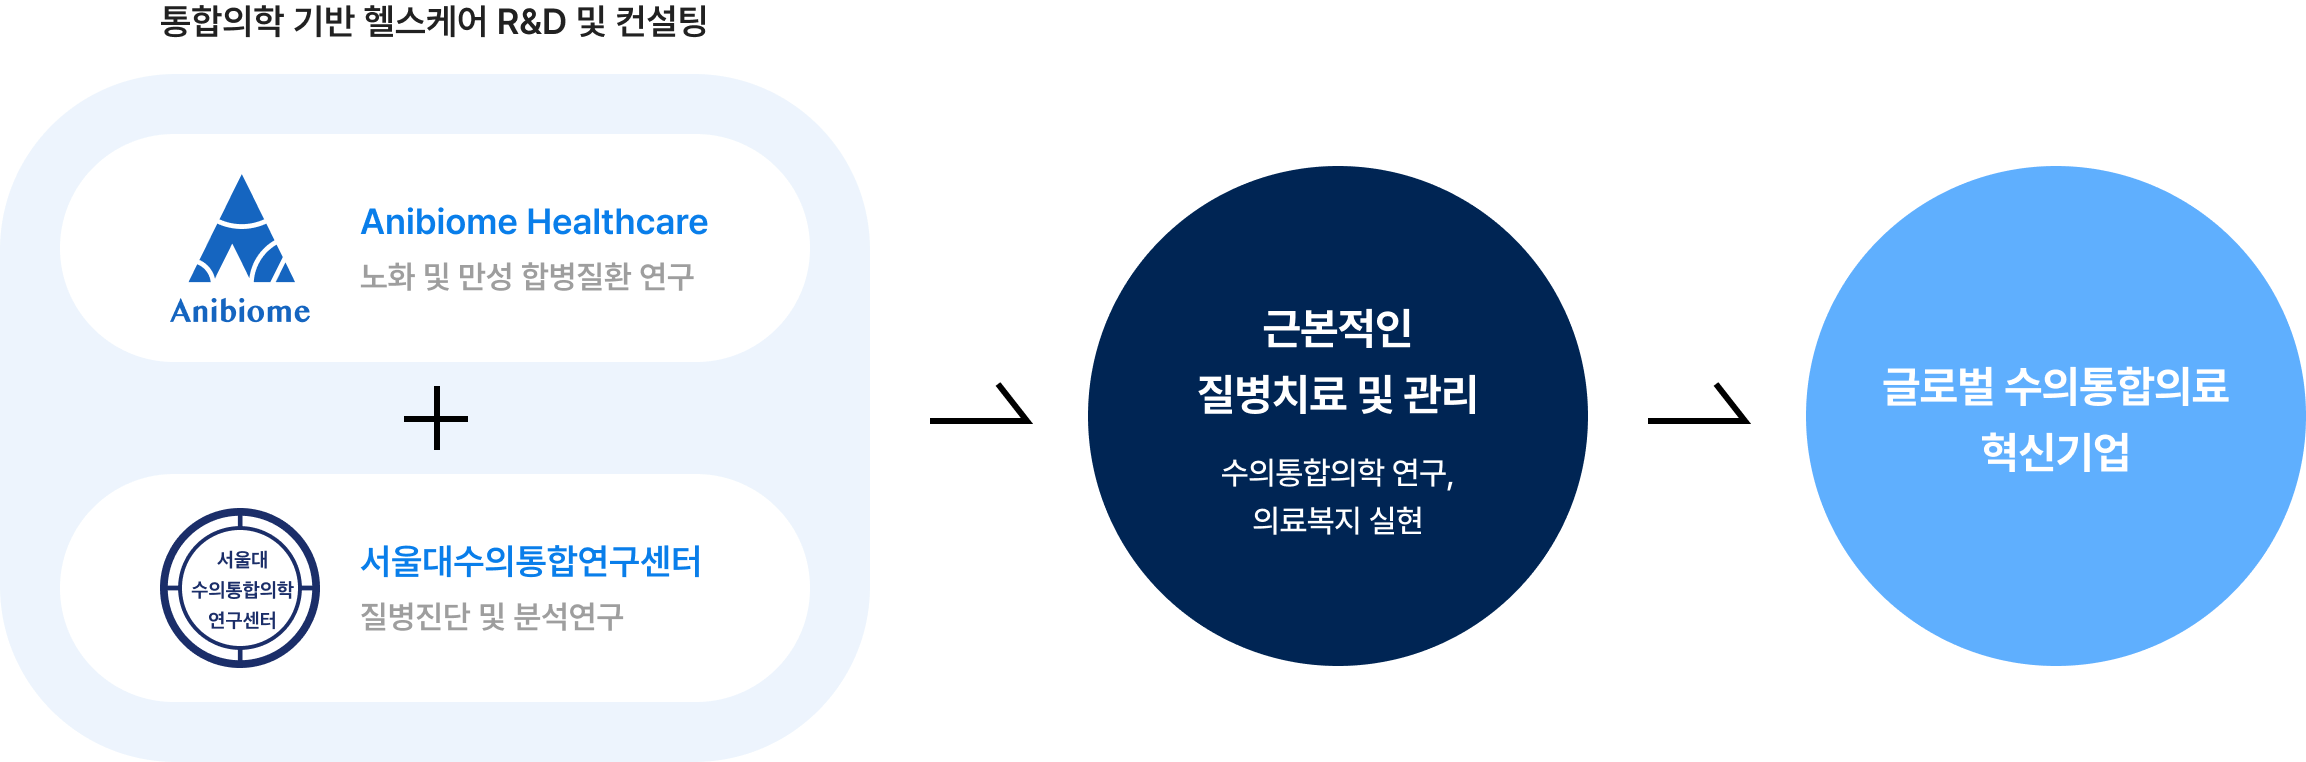 통합의학 기반 헬스케어 R&D 및 컨설팅
Anibiome
Anibiome Healthcare
노화 및 만성 합병질환 연구
서울대
수의통합의학
연구센터
서울대수의통합연구센터
질병진단 및 분석연구
근본적인
질병치료 및 관리
수의통합의학 연구,
의료복지 실현
글로벌 수의통합의료
혁신기업